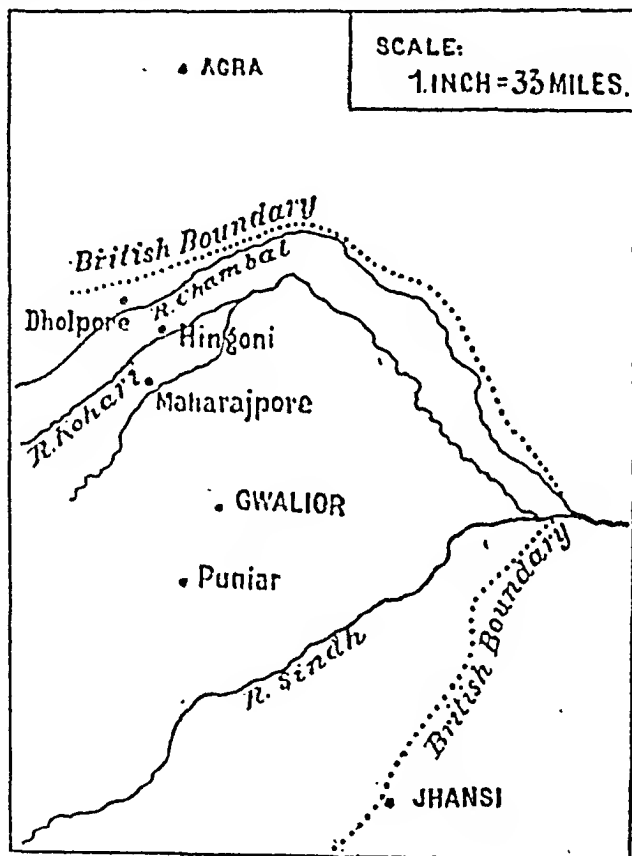 SCALE:
1.INCH=33 MILES.
AGRA
British Boundary
R. Chambal
Dholpore
Hingoni
R. Kohari
Maharajpore
GWALIOR
Puniar
R. Sindh
British Boundary
JHANSI